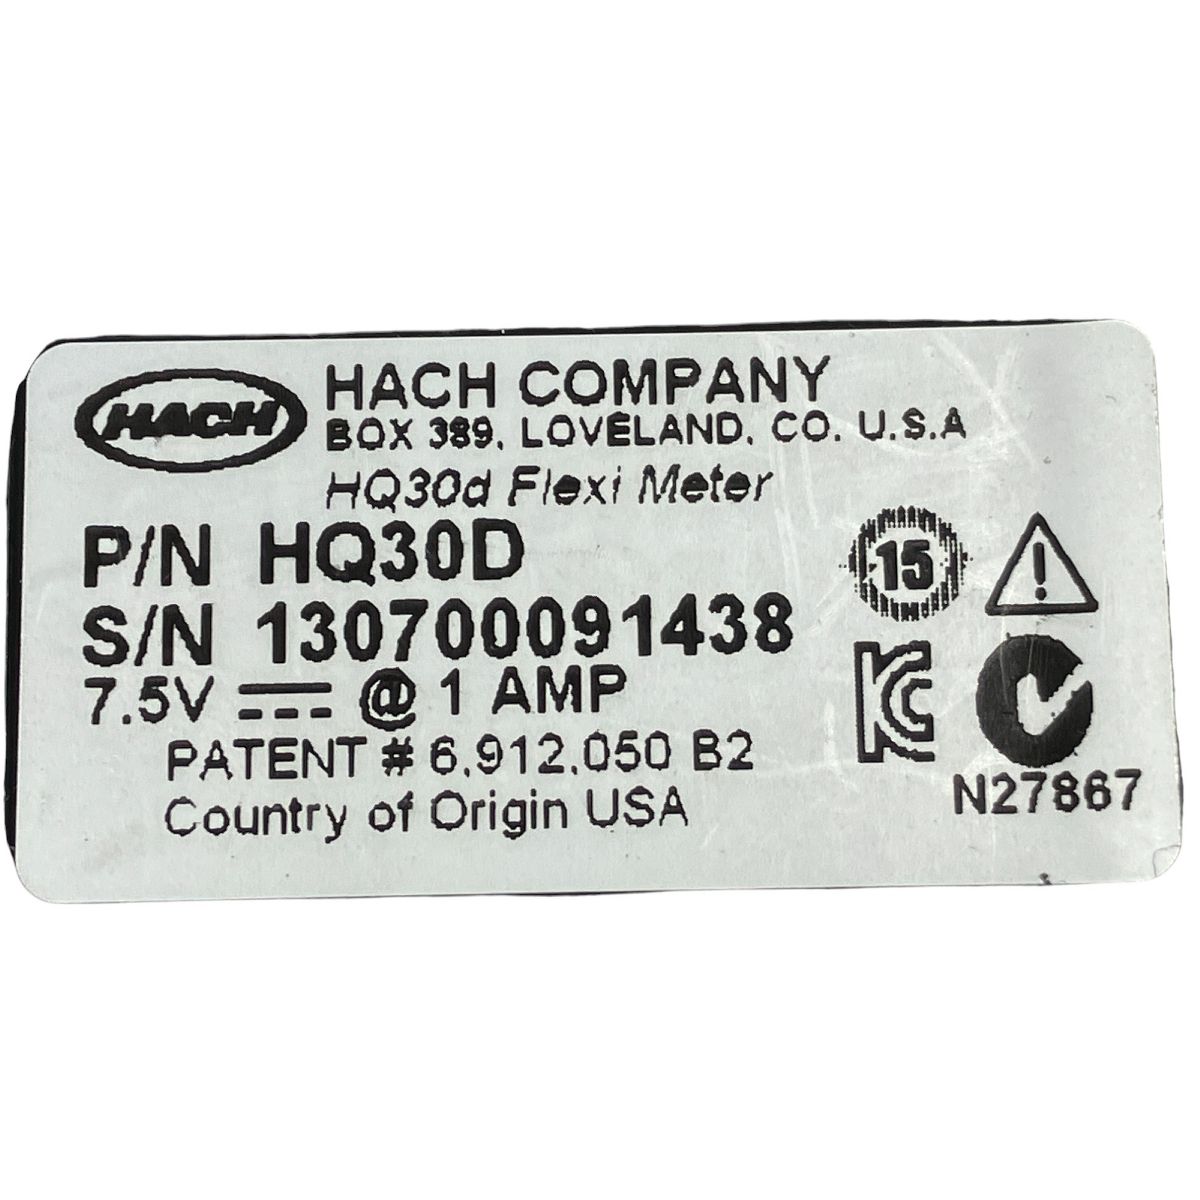 HACH
HACH COMPANY
BOX 389, LOVELAND, CO. U.S.A
HQ30d Flexi Meter
P/N HQ30D
S/N 130700091438
7.5V ⎓ @ 1 AMP
PATENT # 6,912,050 B2
Country of Origin USA
15
!
KC
N27867